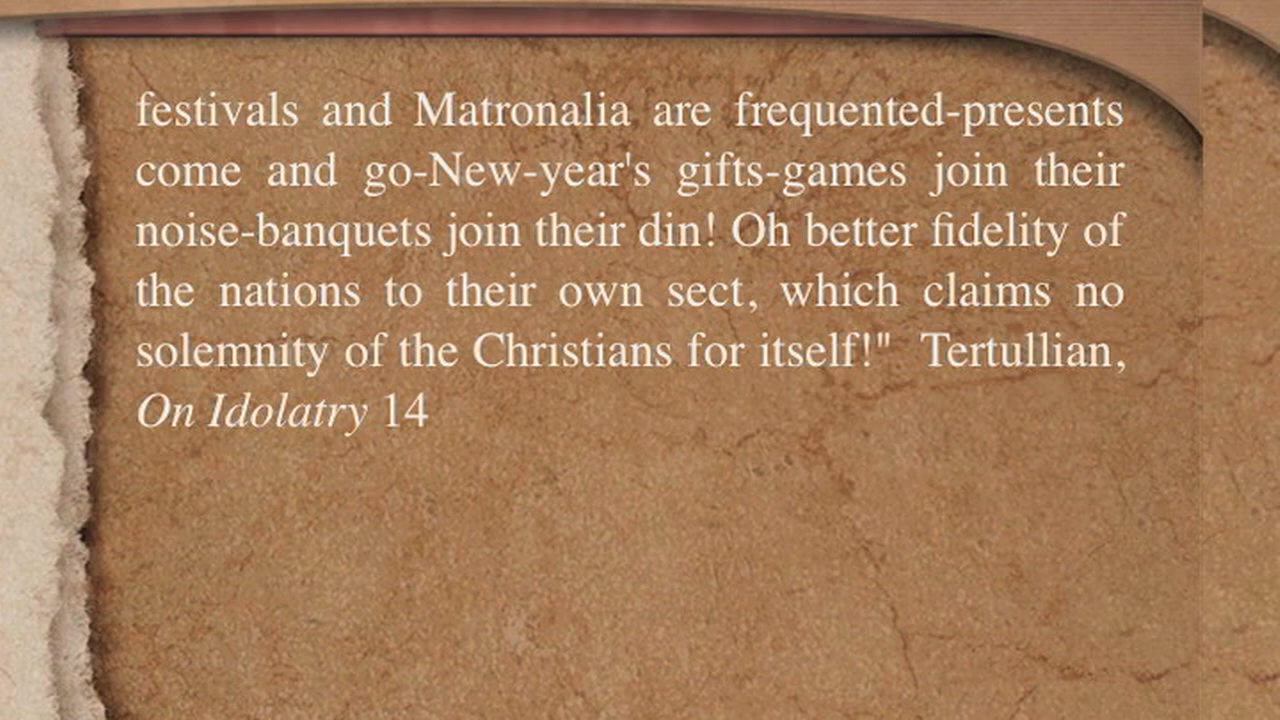 festivals and Matronalia are frequented-presents
come and go-New-year's gifts-games join their
noise-banquets join their din! Oh better fidelity of
the nations to their own sect, which claims no
solemnity of the Christians for itself!" Tertullian,
On Idolatry 14